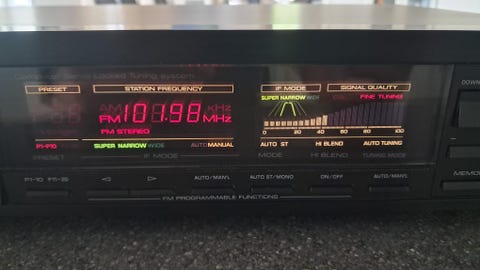 Computer Servo Locked Tuning system
PRESET STATION FREQUENCY IF MODE SIGNAL QUALITY
AM KHz SUPER NARROW WIDE FINE TUNING
FM 101.98 MHz
FM STEREO
0 20 40 60 80 100
P1-P10 SUPER NARROW WIDE AUTO MANUAL AUTO ST HI BLEND AUTO TUNING
PRESET IF MODE MODE HI BLEND TUNING MODE
DOWN
P1-10 AUTO/MAN'L AUTO ST/MONO ON/OFF AUTO/MAN'L
MEMO
FM PROGRAMMABLE FUNCTIONS